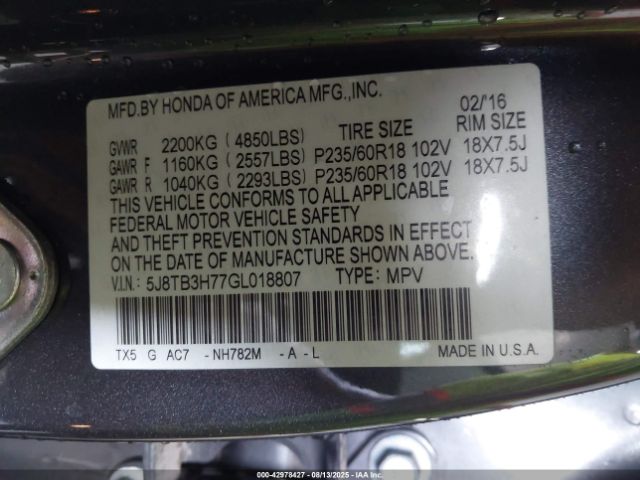 MFD.BY HONDA OF AMERICA MFG.,INC. 02/'16
GVWR 2200KG (4850LBS) TIRE SIZE RIM SIZE
GAWR F 1160KG (2557LBS) P235/60R18 102V 18X7.5J
GAWR R 1040KG (2293LBS) P235/60R18 102V 18X7.5J
THIS VEHICLE CONFORMS TO ALL APPLICABLE
FEDERAL MOTOR VEHICLE SAFETY
AND THEFT PREVENTION STANDARDS IN EFFECT
ON THE DATE OF MANUFACTURE SHOWN ABOVE.
V.I.N.: 5J8TB3H77GL018807 TYPE: MPV
TX5 G AC7 -NH782M -A-L MADE IN U.S.A.
000-42978427 - 08/13/2025 - IAAI.COM